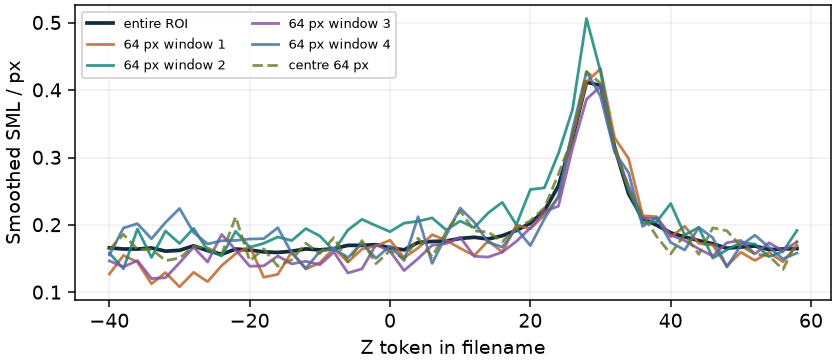 entire ROI
64 px window 1
64 px window 2
64 px window 3
64 px window 4
centre 64 px
Smoothed SML / px
0.5
0.4
0.3
0.2
0.1
−40
−20
0
20
40
60
Z token in filename